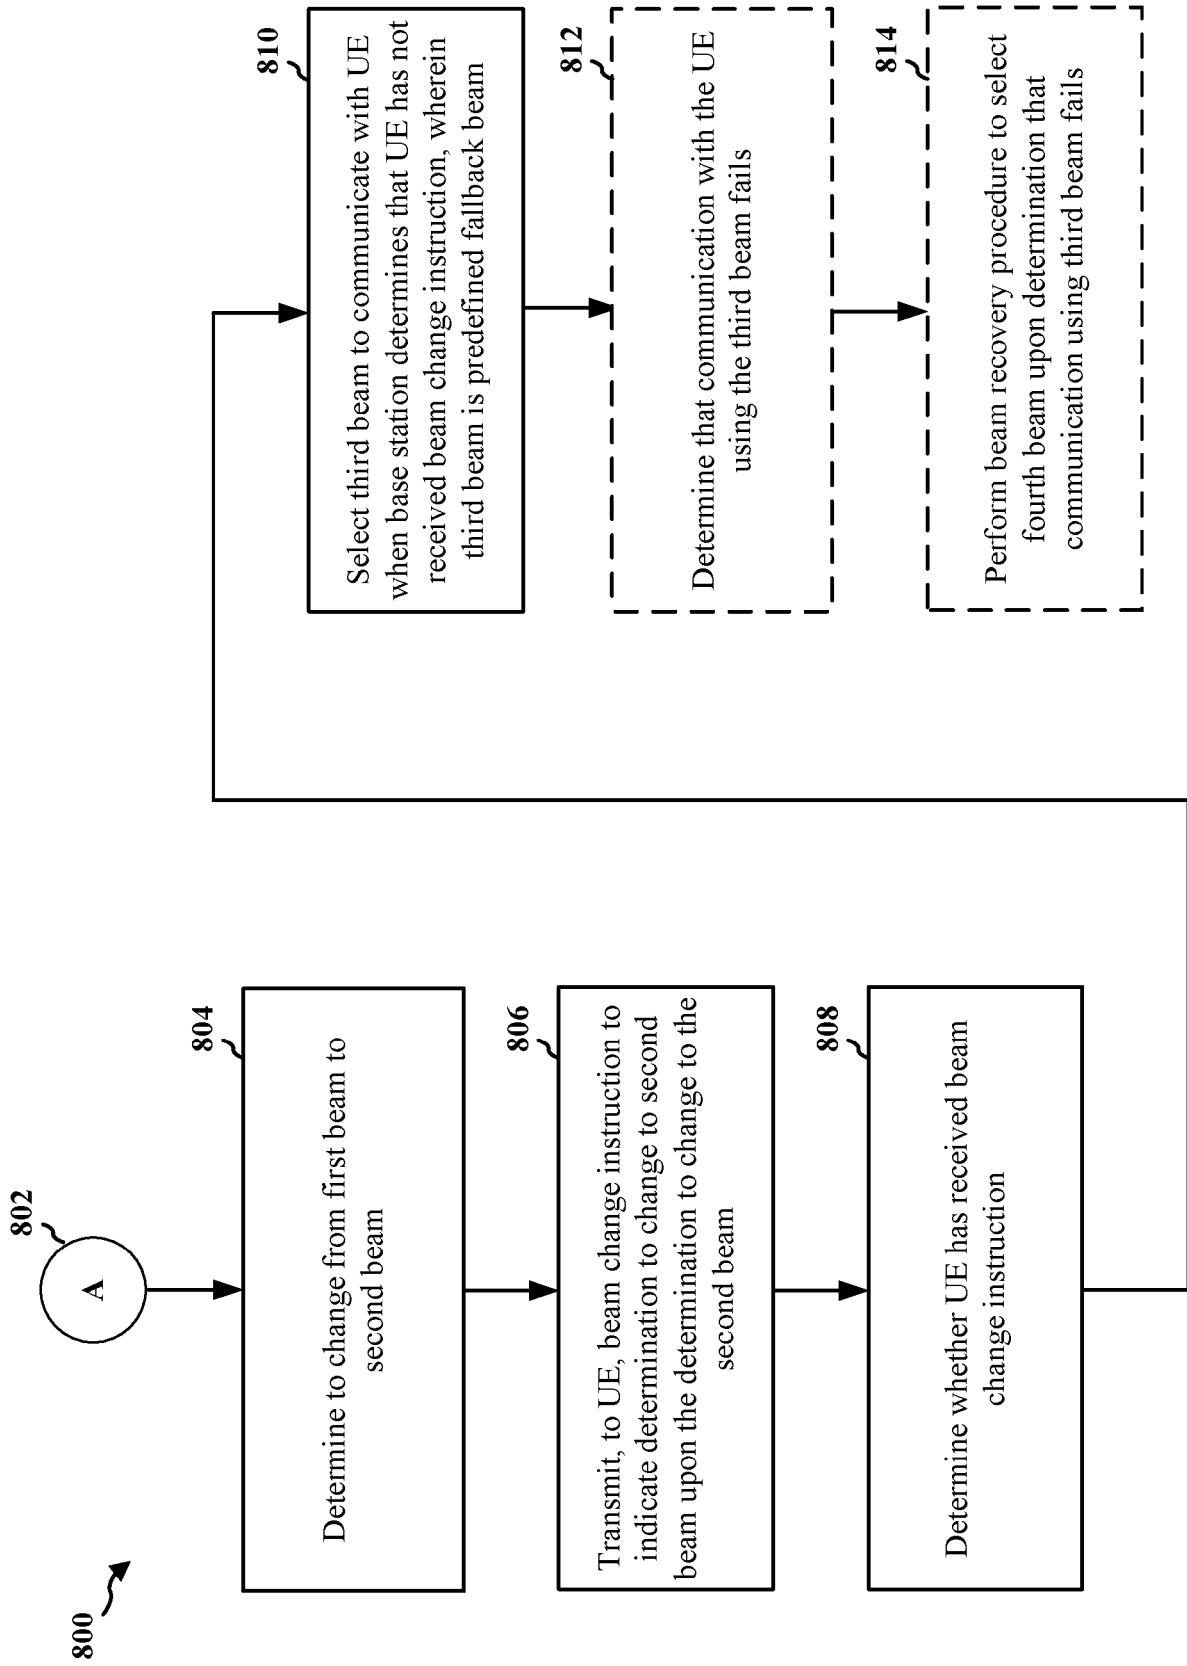 800
802
A
804
Determine to change from first beam to
second beam
806
Transmit, to UE, beam change instruction to
indicate determination to change to second
beam upon the determination to change to the
second beam
808
Determine whether UE has received beam
change instruction
810
Select third beam to communicate with UE
when base station determines that UE has not
received beam change instruction, wherein
third beam is predefined fallback beam
812
Determine that communication with the UE
using the third beam fails
814
Perform beam recovery procedure to select
fourth beam upon determination that
communication using third beam fails